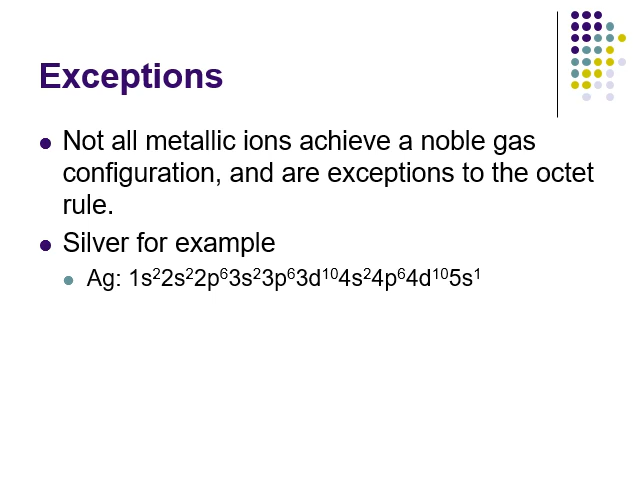 Exceptions
Not all metallic ions achieve a noble gas
configuration, and are exceptions to the octet
rule.
Silver for example
Ag: 1s²2s²2p⁶3s²3p⁶3d¹⁰4s²4p⁶4d¹⁰5s¹